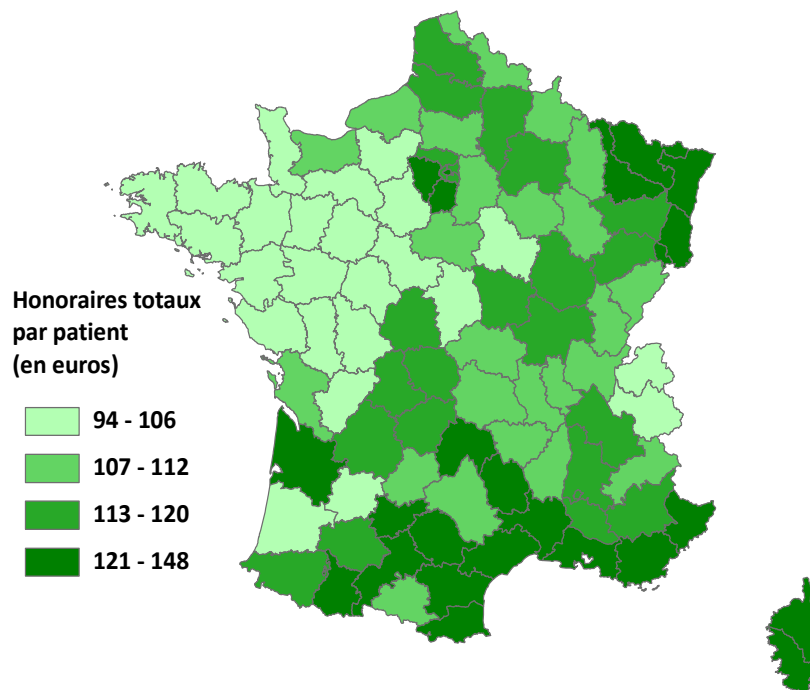 Honoraires totaux
par patient
(en euros)
94 - 106
107 - 112
113 - 120
121 - 148